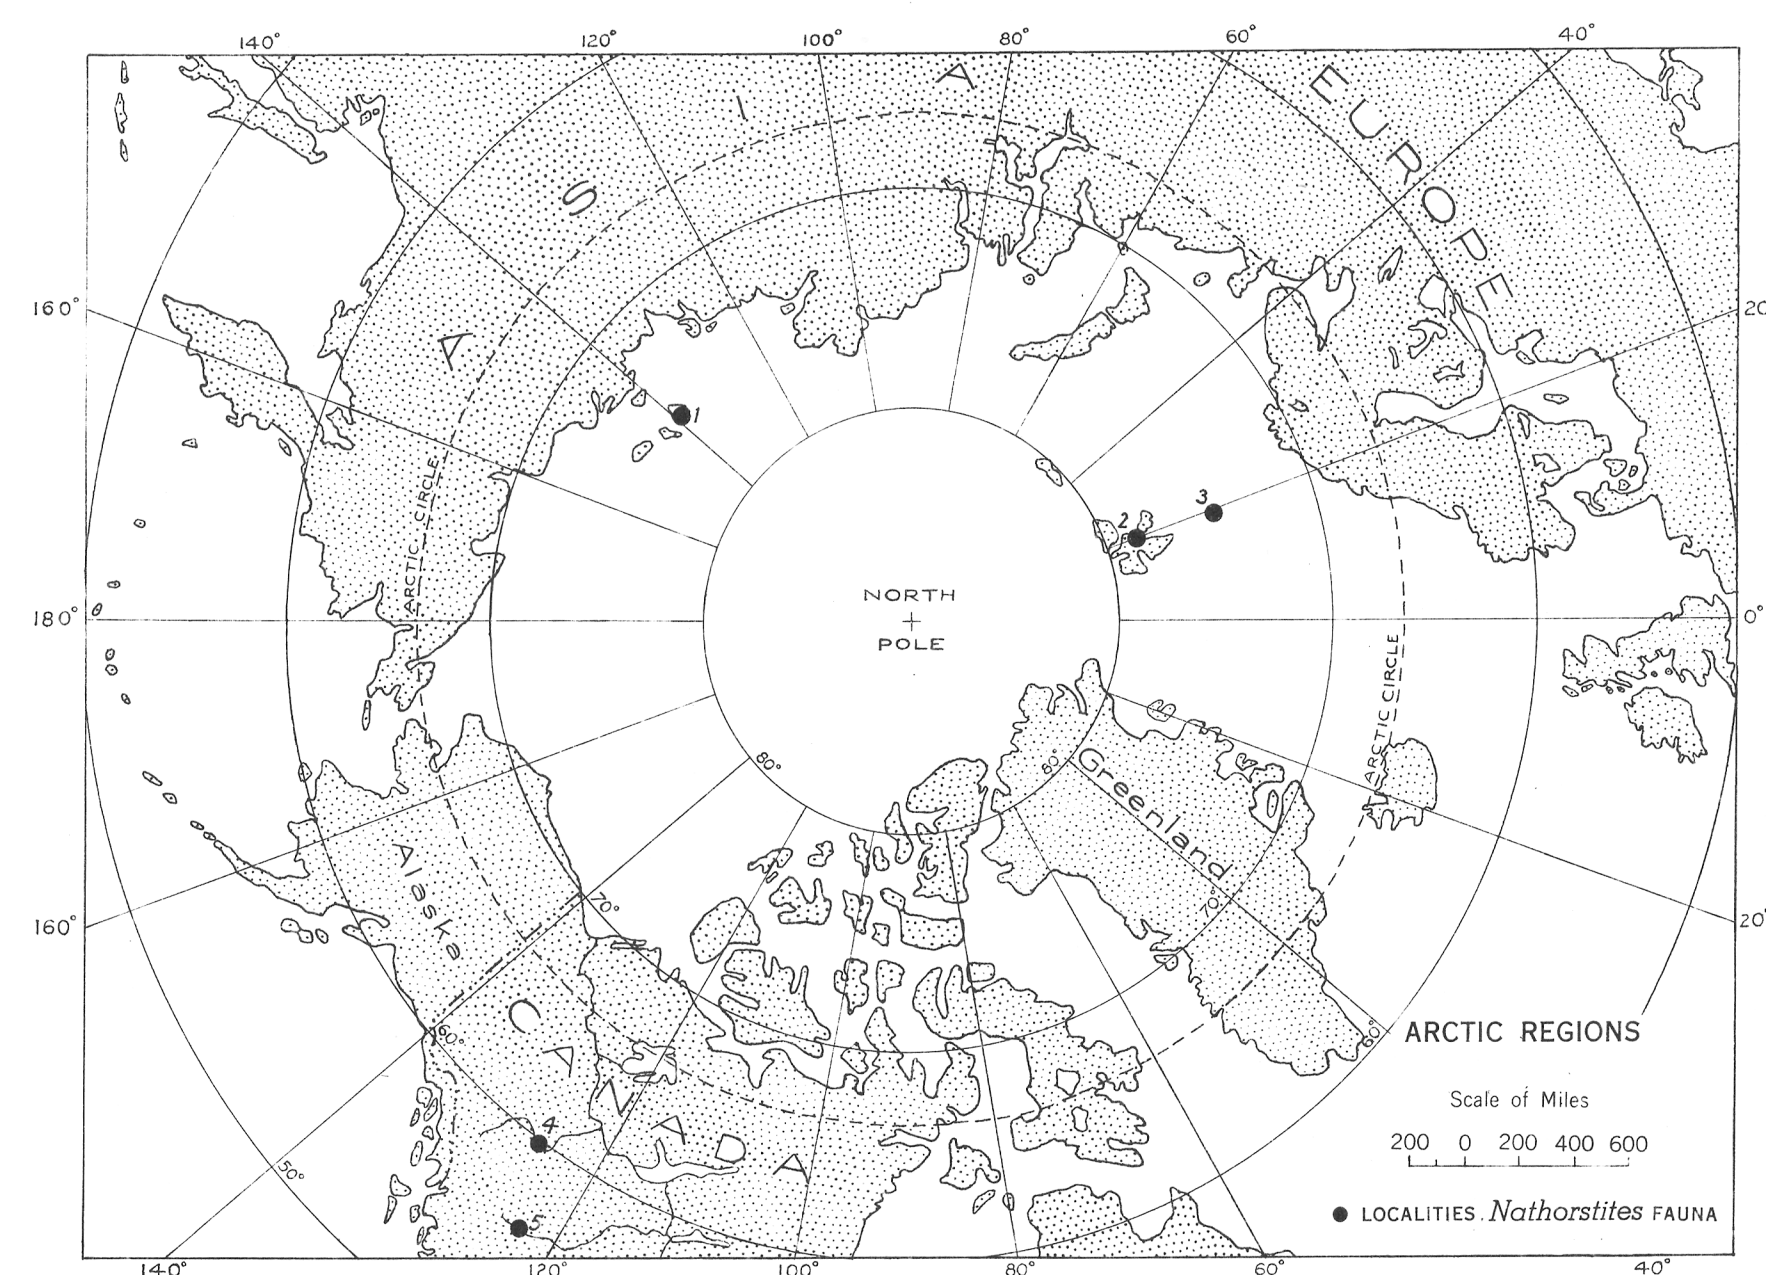 140° 120° 100° 80° 60° 40°
A S I A
EUROPE
160° 20
1
ARCTIC CIRCLE
3
2
NORTH
POLE
180° 0°
ARCTIC CIRCLE
80° 80°
Greenland
Alaska
70° 70°
160° 20°
60° 60°
CANADA
ARCTIC REGIONS
Scale of Miles
200 0 200 400 600
4
50°
5
● LOCALITIES Nathorstites FAUNA
140° 120° 100° 80° 60° 40°